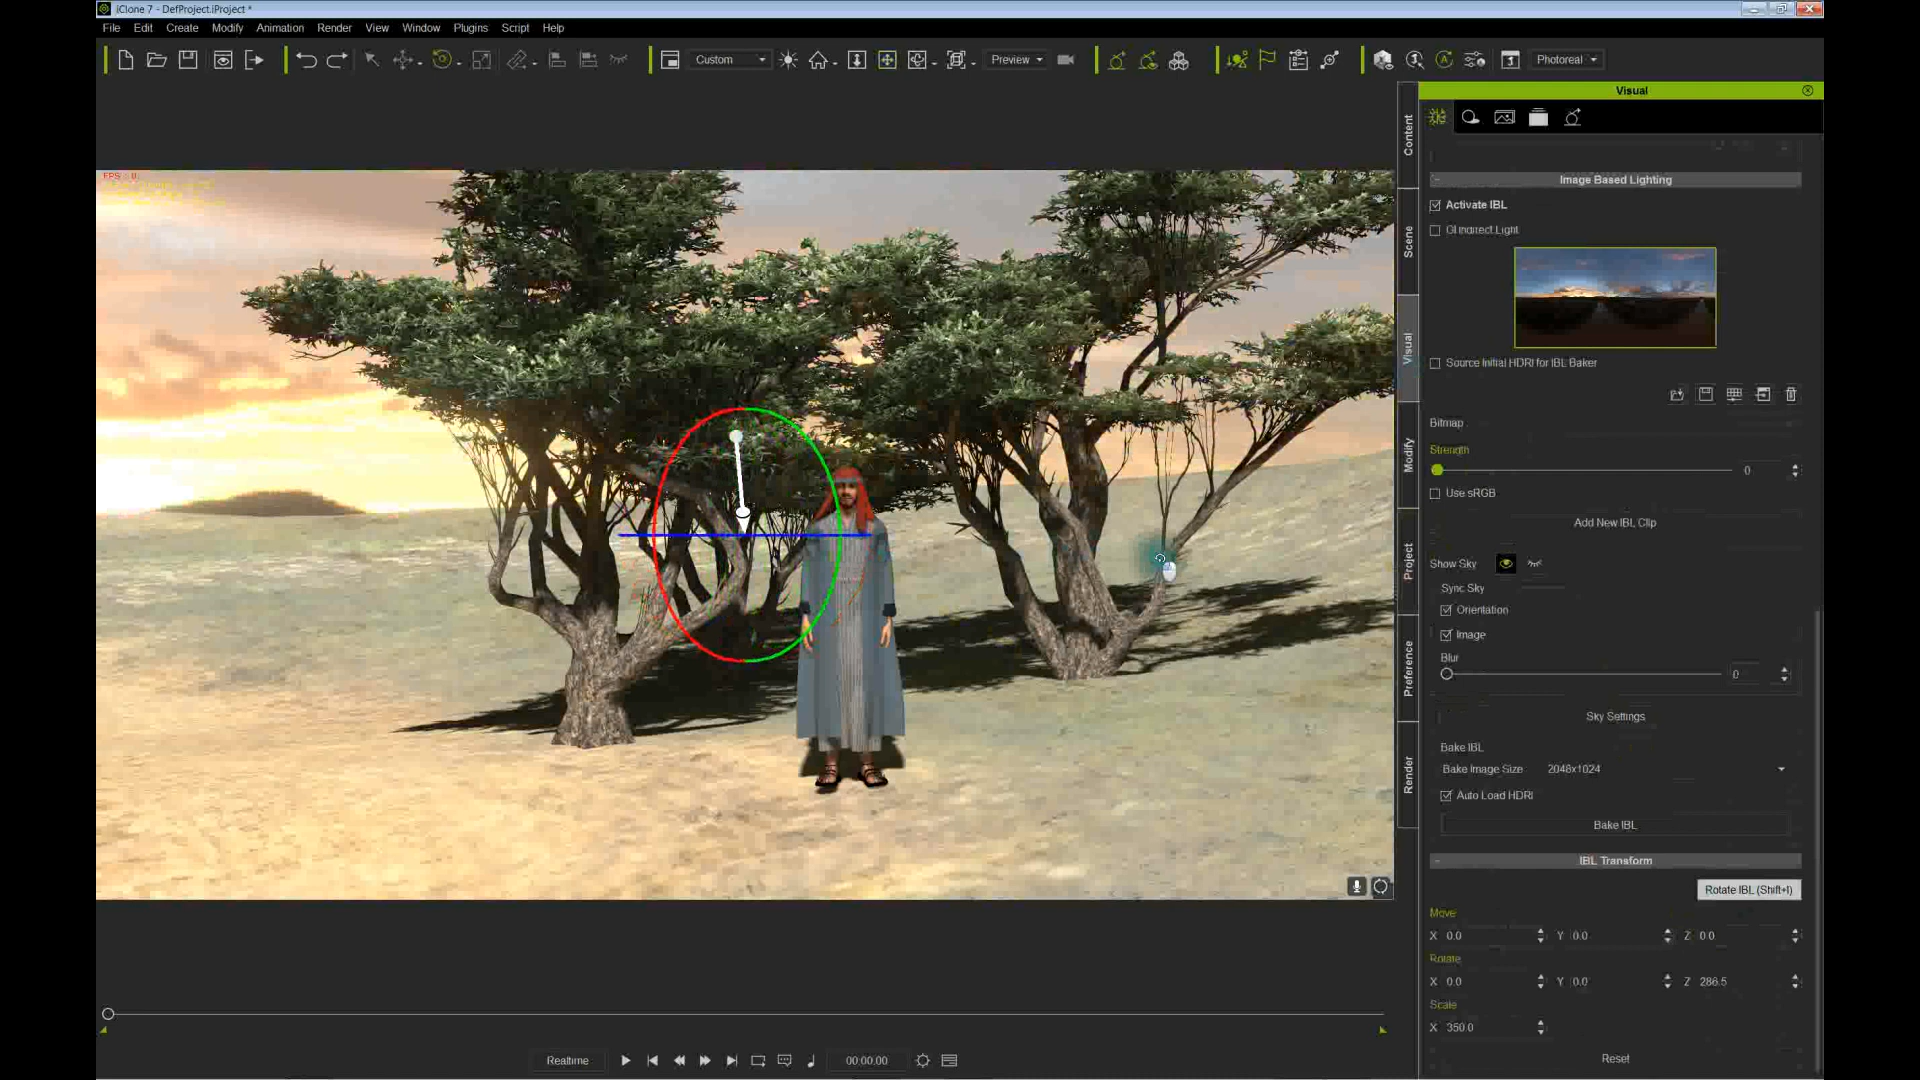 iClone 7 - DefProject.iProject *
File Edit Create Modify Animation Render View Window Plugins Script Help
Custom Preview Photoreal
Visual
Content
Scene
Visual
Modify
Project
Preference
Render
FPS : 0
Image Based Lighting
Activate IBL
GI Indirect Light
Source Initial HDRI for IBL Baker
Bitmap
Strength
0
Use sRGB
Add New IBL Clip
Show Sky
Sync Sky
Orientation
Image
Blur
0
Sky Settings
Bake IBL
Bake Image Size 2048x1024
Auto Load HDRI
Bake IBL
IBL Transform
Rotate IBL (Shift+I)
Move
X 0.0 Y 0.0 Z 0.0
Rotate
X 0.0 Y 0.0 Z 286.5
Scale
X 350.0
Reset
Realtime 00:00.00